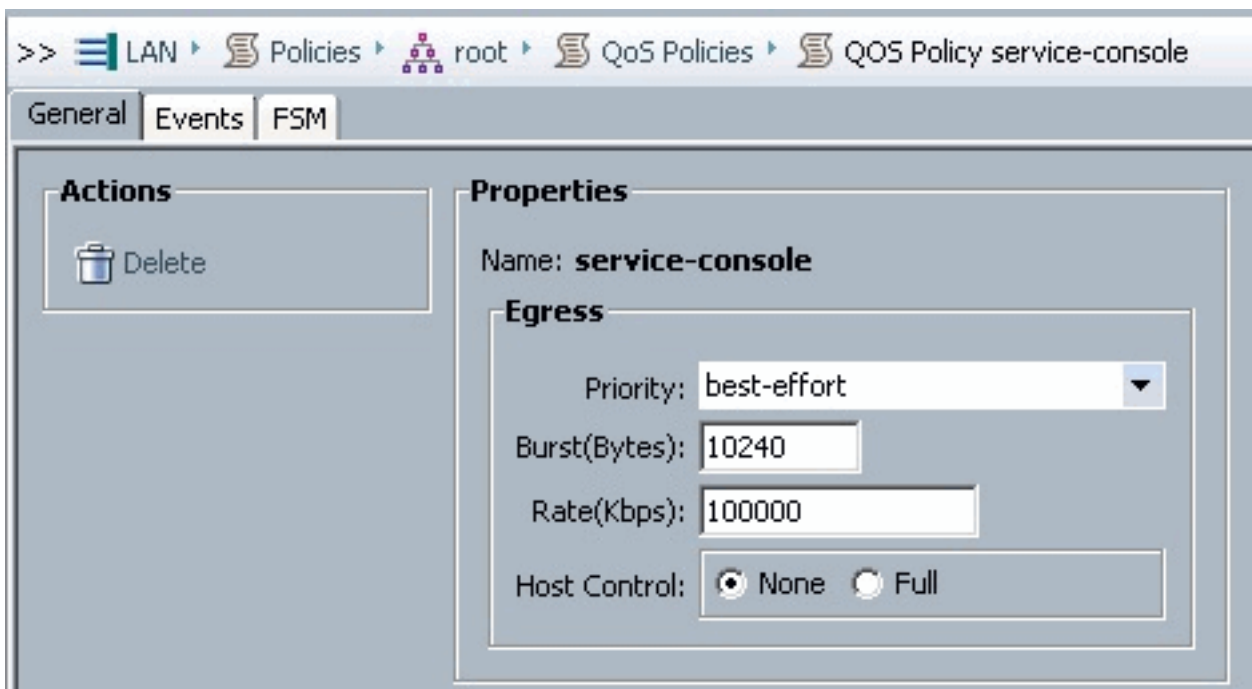 >> LAN Policies root QoS Policies QOS Policy service-console
General Events FSM
Actions
Delete
Properties
Name: service-console
Egress
Priority: best-effort
Burst(Bytes): 10240
Rate(Kbps): 100000
Host Control: None Full